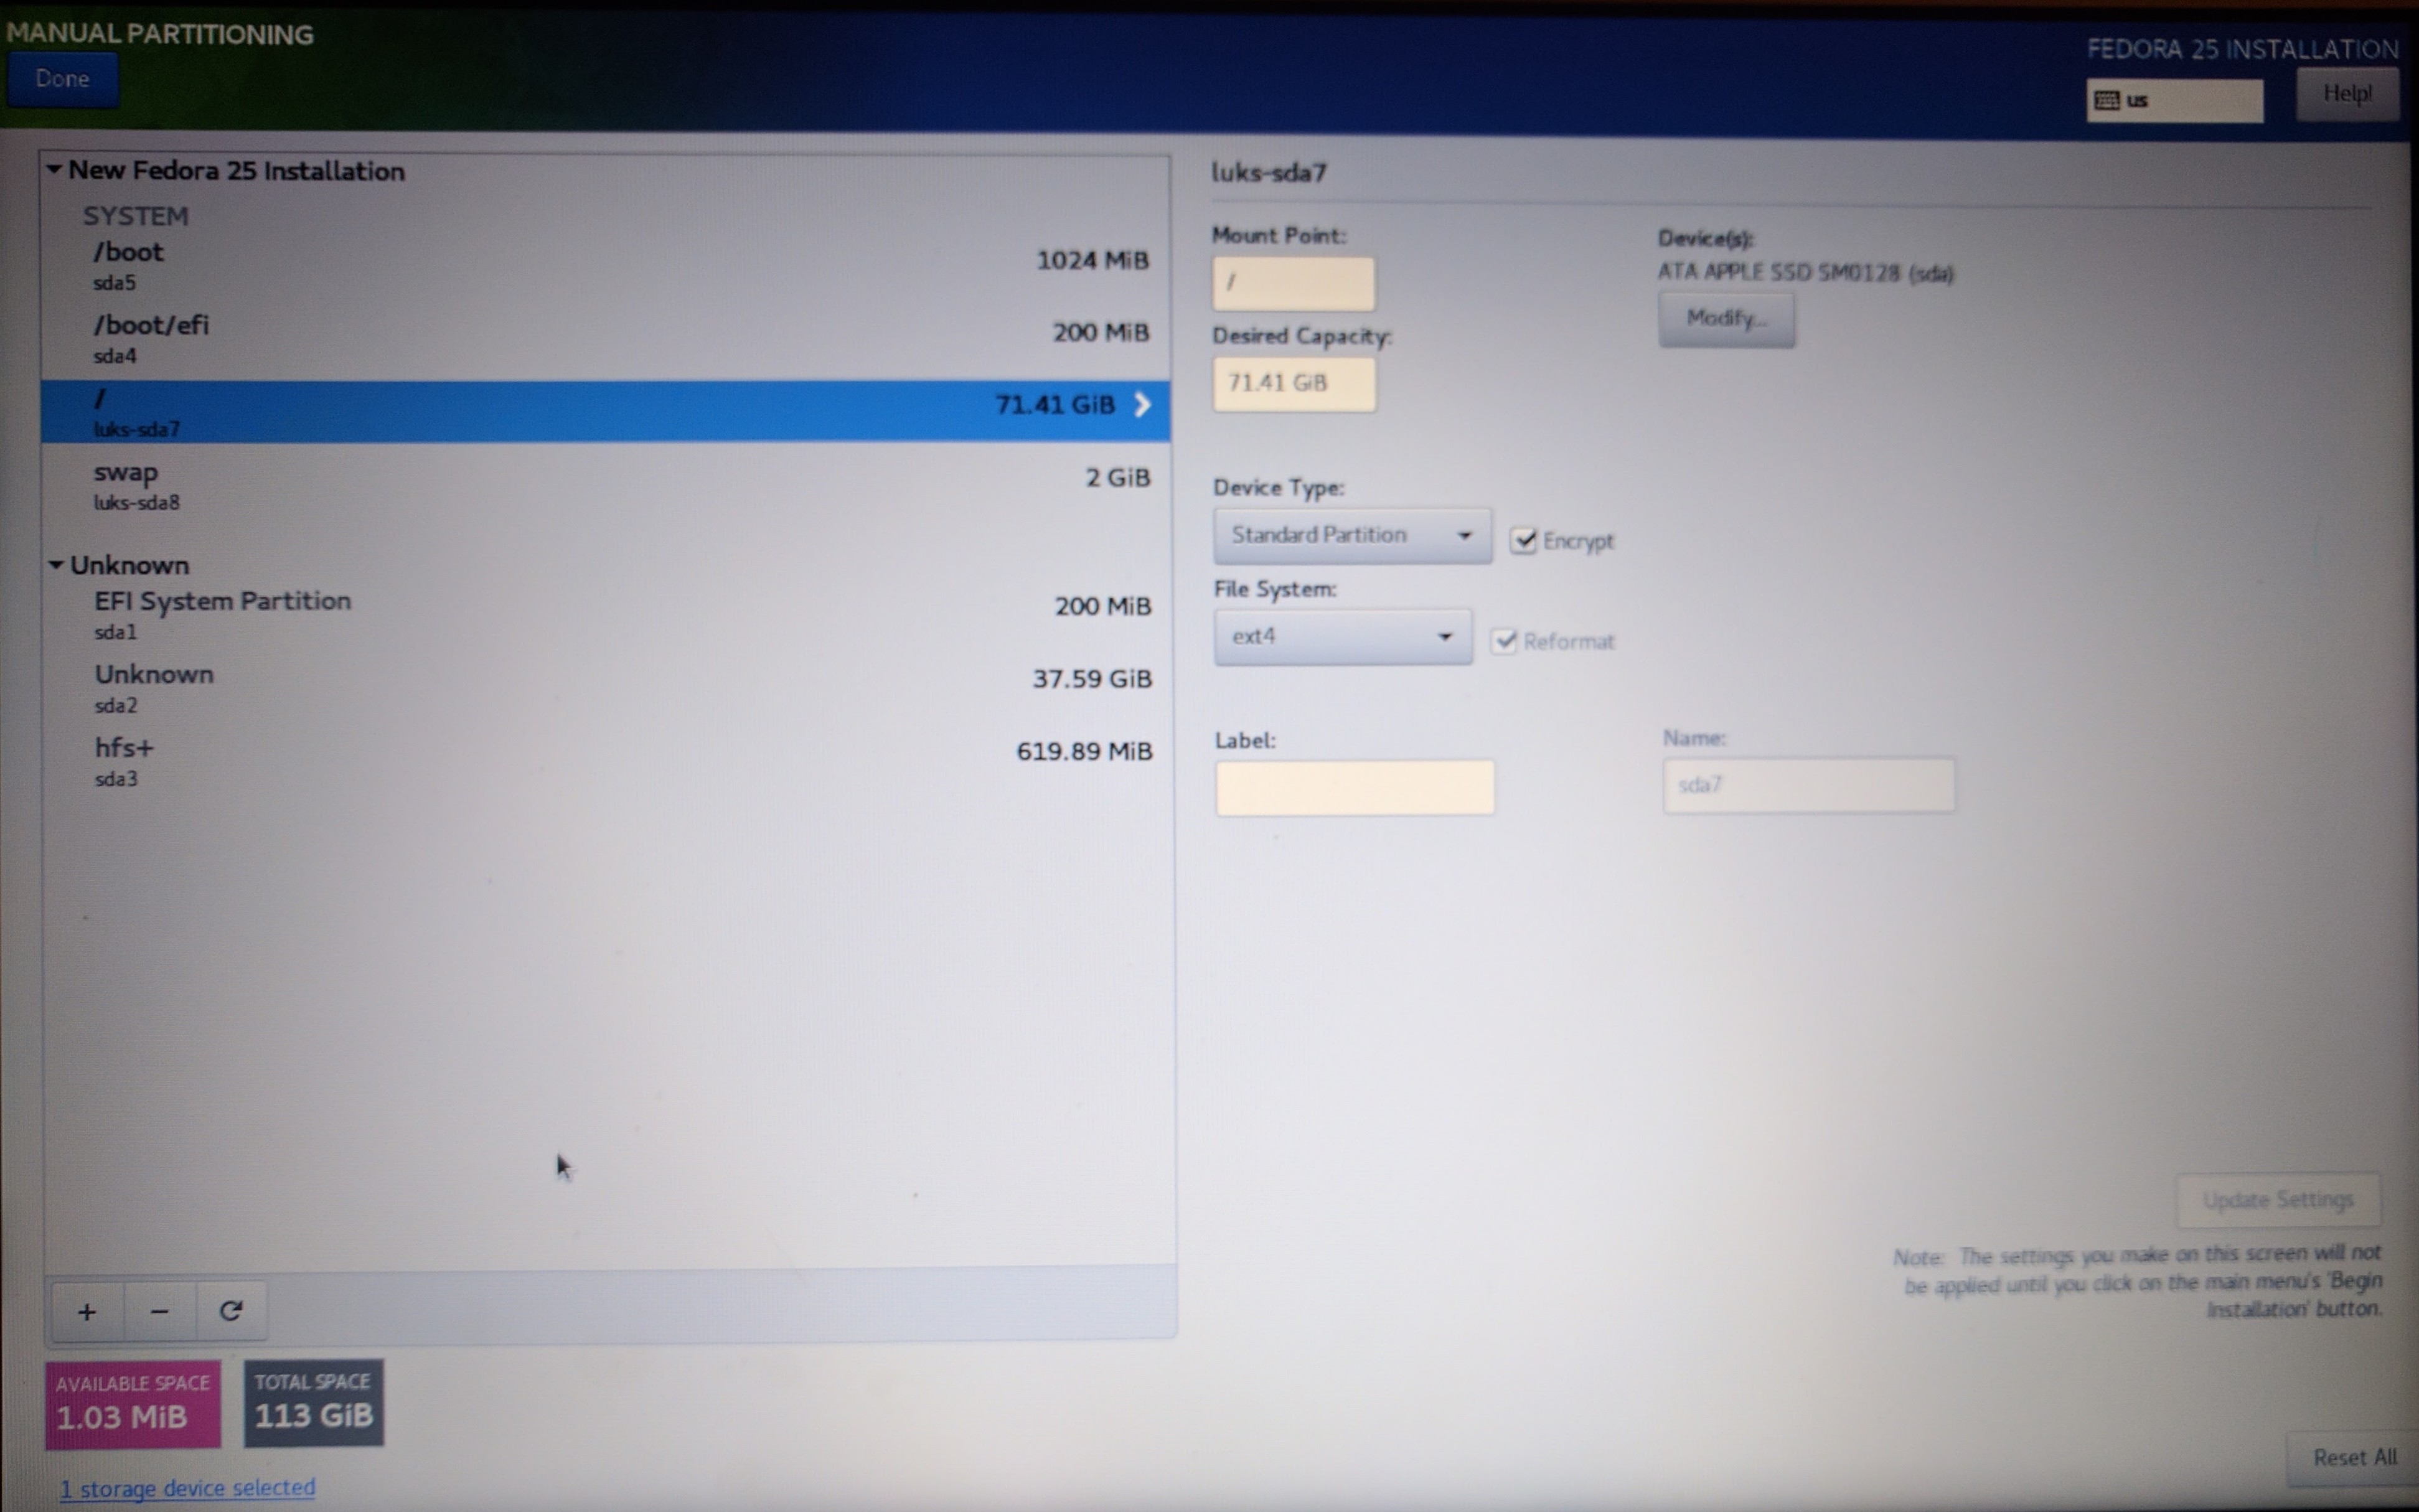 MANUAL PARTITIONING
Done
FEDORA 25 INSTALLATION
us
Help!
New Fedora 25 Installation
SYSTEM
/boot
1024 MiB
sda5
/boot/efi
200 MiB
sda4
/
71.41 GiB
luks-sda7
swap
2 GiB
luks-sda8
Unknown
EFI System Partition
200 MiB
sda1
Unknown
37.59 GiB
sda2
hfs+
619.89 MiB
sda3
+ −
AVAILABLE SPACE
1.03 MiB
TOTAL SPACE
113 GiB
1 storage device selected
luks-sda7
Mount Point:
/
Desired Capacity:
71.41 GiB
Device(s):
ATA APPLE SSD SM0128 (sda)
Modify...
Device Type:
Standard Partition
Encrypt
File System:
ext4
Reformat
Label:
Name:
sda7
Update Settings
Note: The settings you make on this screen will not
be applied until you click on the main menu's 'Begin
Installation' button.
Reset All